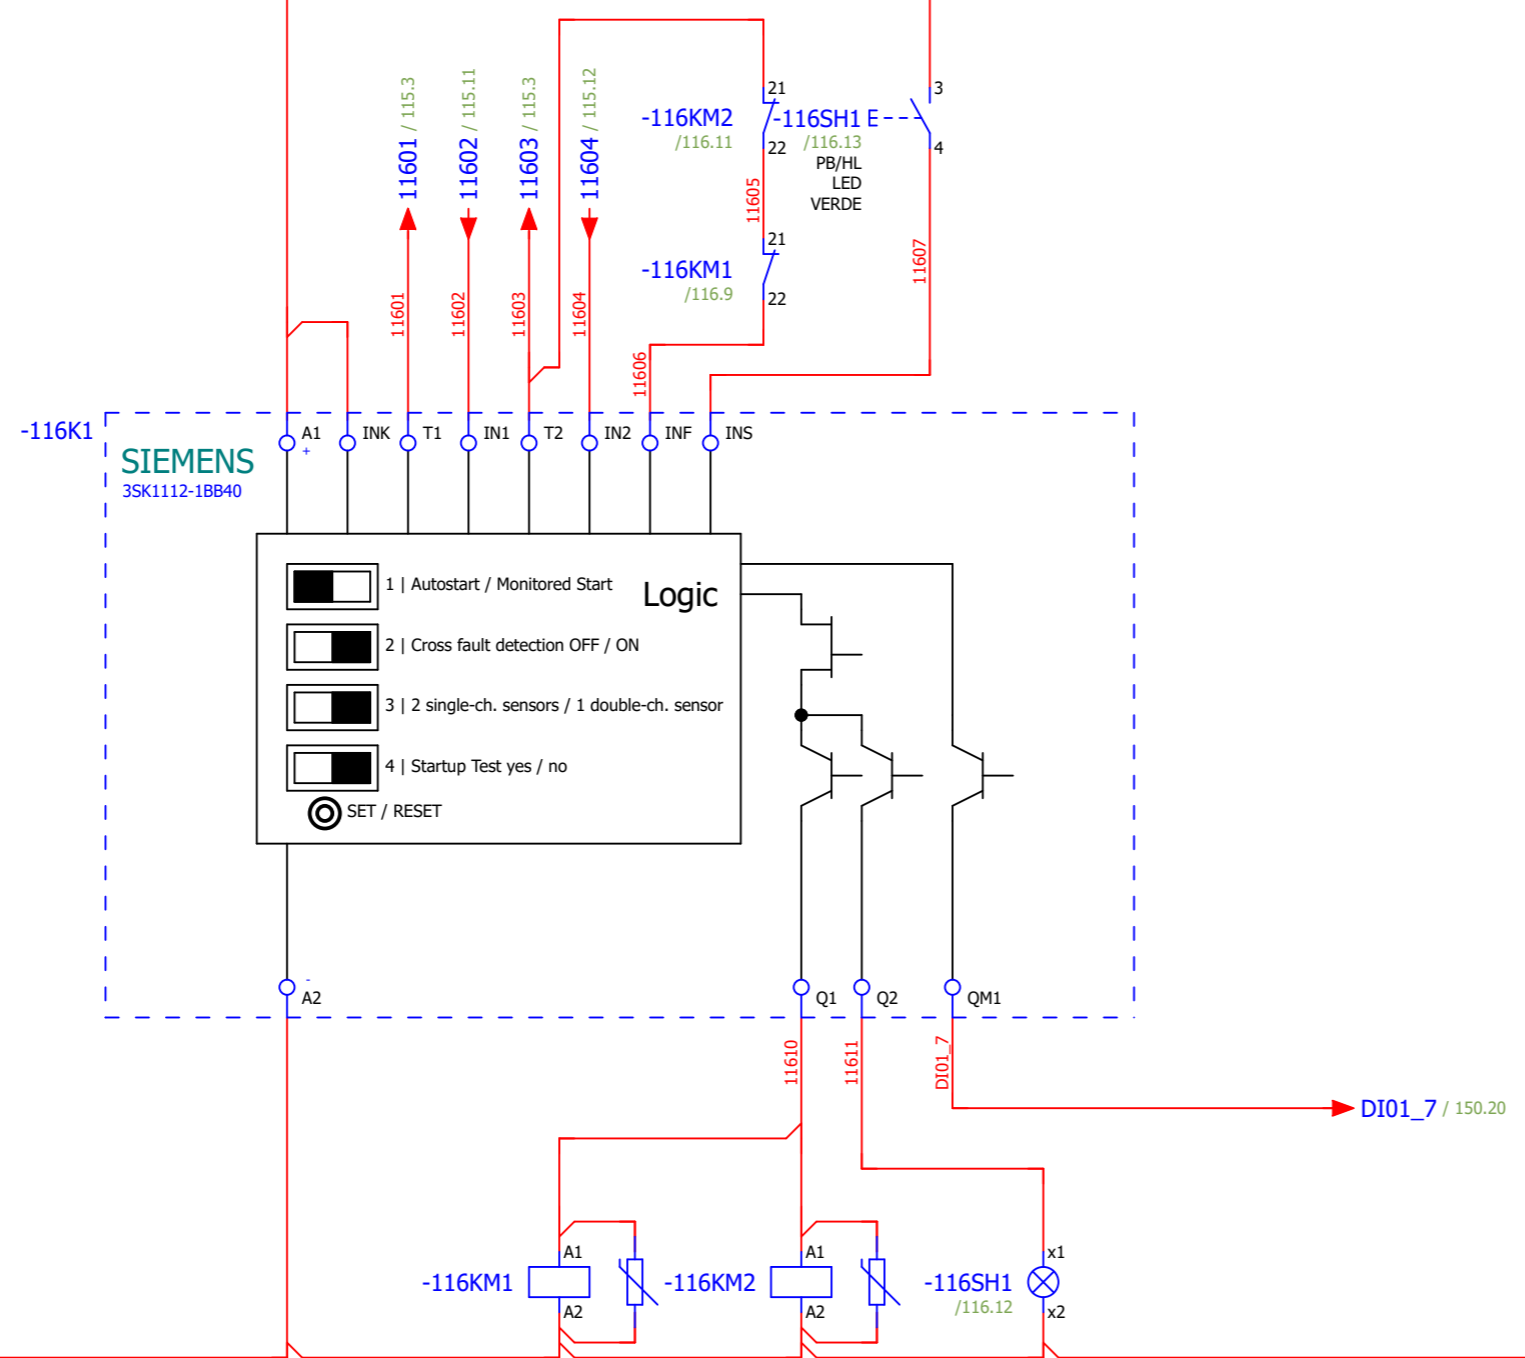 11601 / 115.3
11602 / 115.11
11603 / 115.3
11604 / 115.12
21
-116KM2
/116.11
22
-116SH1 E
/116.13
PB/HL
LED
VERDE
3
4
11605
11607
21
-116KM1
/116.9
22
11601
11602
11603
11604
11606
-116K1
SIEMENS
3SK1112-1BB40
A1
+
INK
T1
IN1
T2
IN2
INF
INS
1 | Autostart / Monitored Start
Logic
2 | Cross fault detection OFF / ON
3 | 2 single-ch. sensors / 1 double-ch. sensor
4 | Startup Test yes / no
SET / RESET
-
A2
Q1
Q2
QM1
11610
11611
DI01_7
DI01_7 / 150.20
A1
-116KM1
A2
A1
-116KM2
A2
x1
-116SH1
/116.12
x2